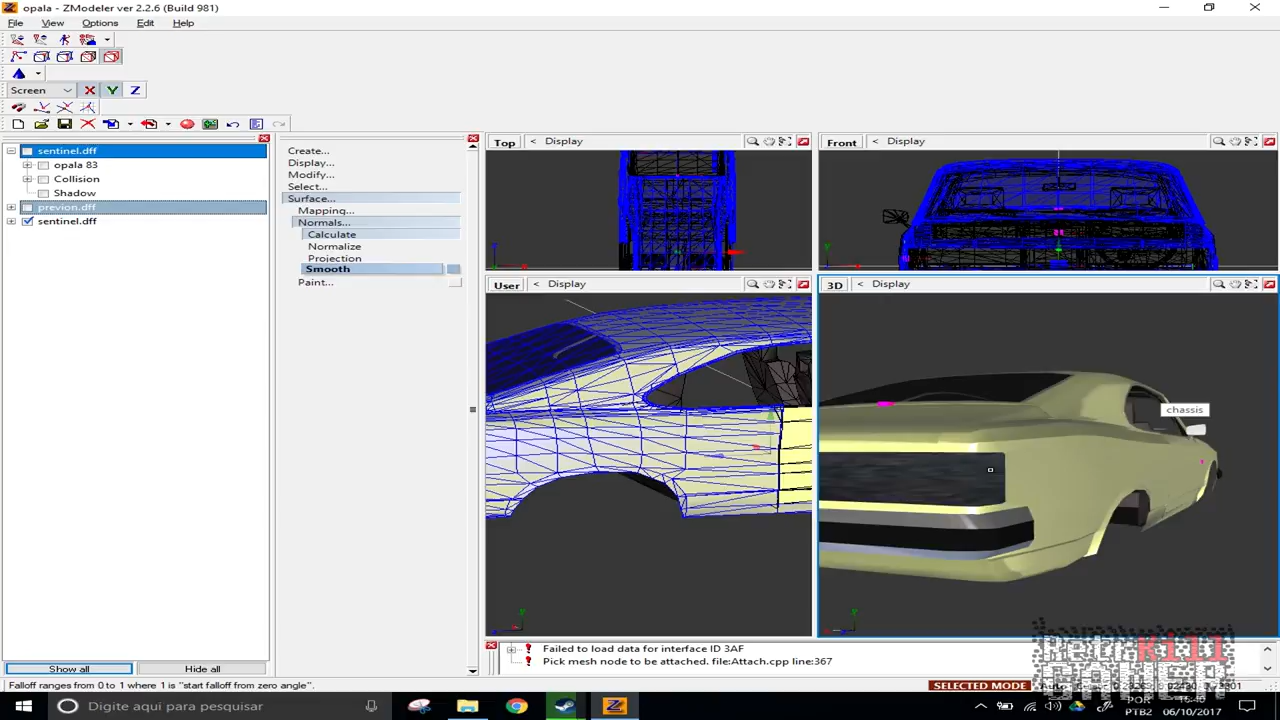 opala - ZModeler ver 2.2.6 (Build 981)
File View Options Edit Help
Screen X Y Z
sentinel.dff
opala 83
Collision
Shadow
previon.dff
sentinel.dff
Show all
Hide all
Create...
Display...
Modify...
Select...
Surface...
Mapping...
Normals...
Calculate
Normalize
Projection
Smooth
Paint...
Top < Display
Front < Display
User < Display
3D < Display
chassis
Failed to load data for interface ID 3AF
Pick mesh node to be attached. file:Attach.cpp line:367
Falloff ranges from 0 to 1 where 1 is "start falloff from zero angle".
SELECTED MODE
Digite aqui para pesquisar
POR
PTB2
06/10/2017